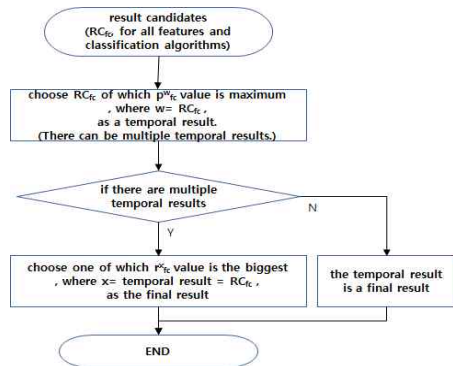 result candidates
(RCfc, for all features and
classification algorithms)
choose RCfc of which pwfc value is maximum
, where w= RCfc ,
as a temporal result.
(There can be multiple temporal results.)
if there are multiple
temporal results
N
Y
choose one of which rxfc value is the biggest
, where x= temporal result = RCfc ,
as the final result
the temporal result
is a final result
END